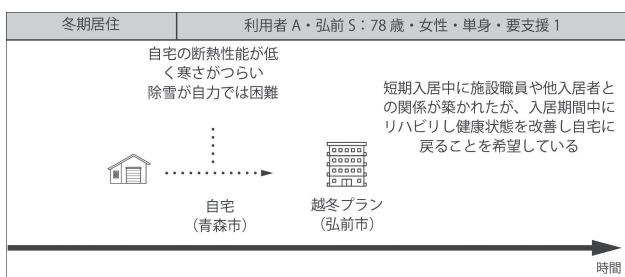 冬期居住
利用者 A・弘前 S：78 歳・女性・単身・要支援 1
自宅の断熱性能が低
く寒さがつらい
除雪が自力では困難
短期入居中に施設職員や他入居者と
の関係が築かれたが、入居期間中に
リハビリし健康状態を改善し自宅に
戻ることを希望している
自宅
（青森市）
越冬プラン
（弘前市）
時間